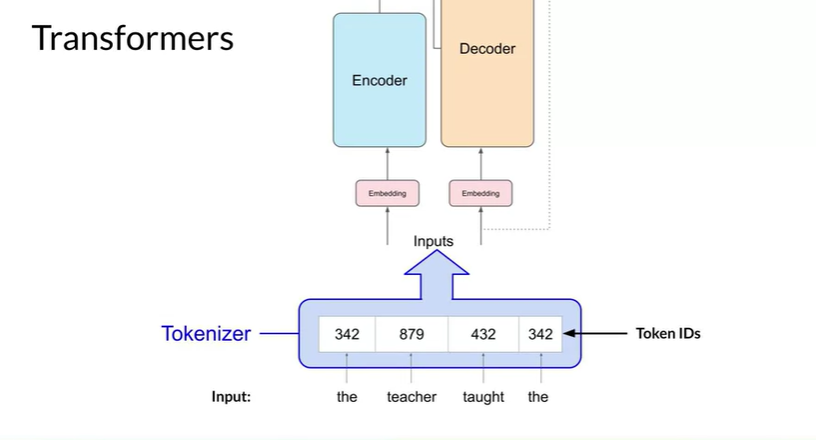 Transformers
Encoder
Decoder
Embedding
Embedding
Inputs
Tokenizer
342 879 432 342
Token IDs
Input: the teacher taught the